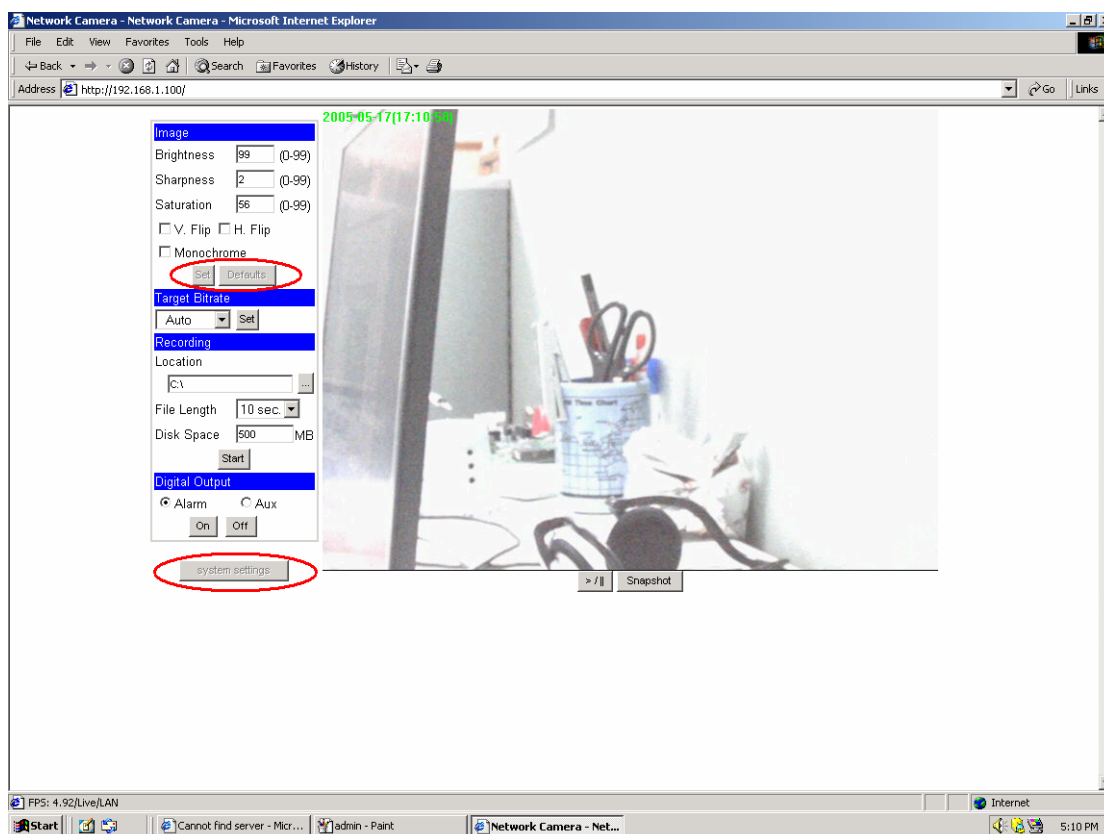 Network Camera - Network Camera - Microsoft Internet Explorer
File Edit View Favorites Tools Help
Back Search Favorites History
Address http://192.168.1.100/ Go Links
2005-05-17(17:10:58)
Image
Brightness 99 (0-99)
Sharpness 2 (0-99)
Saturation 56 (0-99)
V. Flip H. Flip
Monochrome
Set Defaults
Target Bitrate
Auto Set
Recording
Location
C:\ ...
File Length 10 sec.
Disk Space 500 MB
Start
Digital Output
Alarm Aux
On Off
system settings
> / || Snapshot
FPS: 4.92/Live/LAN Internet
Start Cannot find server - Micr... admin - Paint Network Camera - Net... 5:10 PM